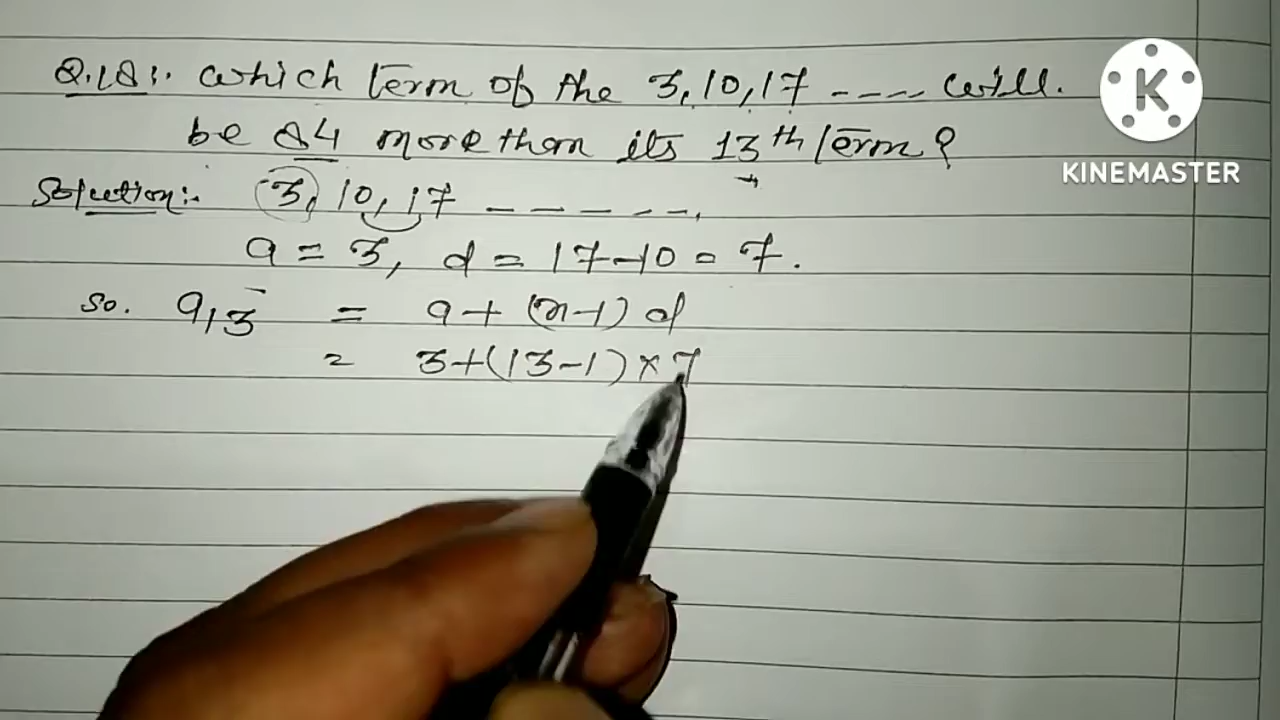 Q.18:. Which term of the 3, 10, 17 ---- will.
be 84 more than its 13th term?
Solution:- 3, 10, 17 ------.
a = 3, d = 17-10 = 7.
So. a13 = a + (n-1) d
= 3+(13-1)×7
K
KINEMASTER